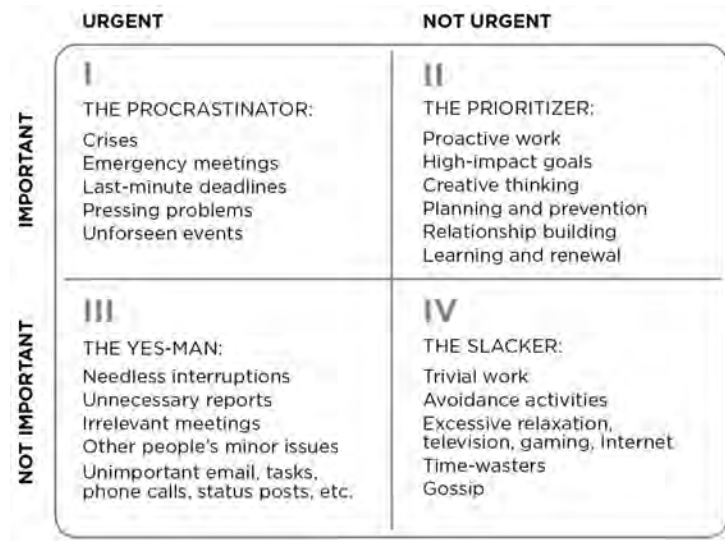 URGENT
NOT URGENT
IMPORTANT
I
THE PROCRASTINATOR:
Crises
Emergency meetings
Last-minute deadlines
Pressing problems
Unforseen events
II
THE PRIORITIZER:
Proactive work
High-impact goals
Creative thinking
Planning and prevention
Relationship building
Learning and renewal
NOT IMPORTANT
III
THE YES-MAN:
Needless interruptions
Unnecessary reports
Irrelevant meetings
Other people's minor issues
Unimportant email, tasks,
phone calls, status posts, etc.
IV
THE SLACKER:
Trivial work
Avoidance activities
Excessive relaxation,
television, gaming, Internet
Time-wasters
Gossip